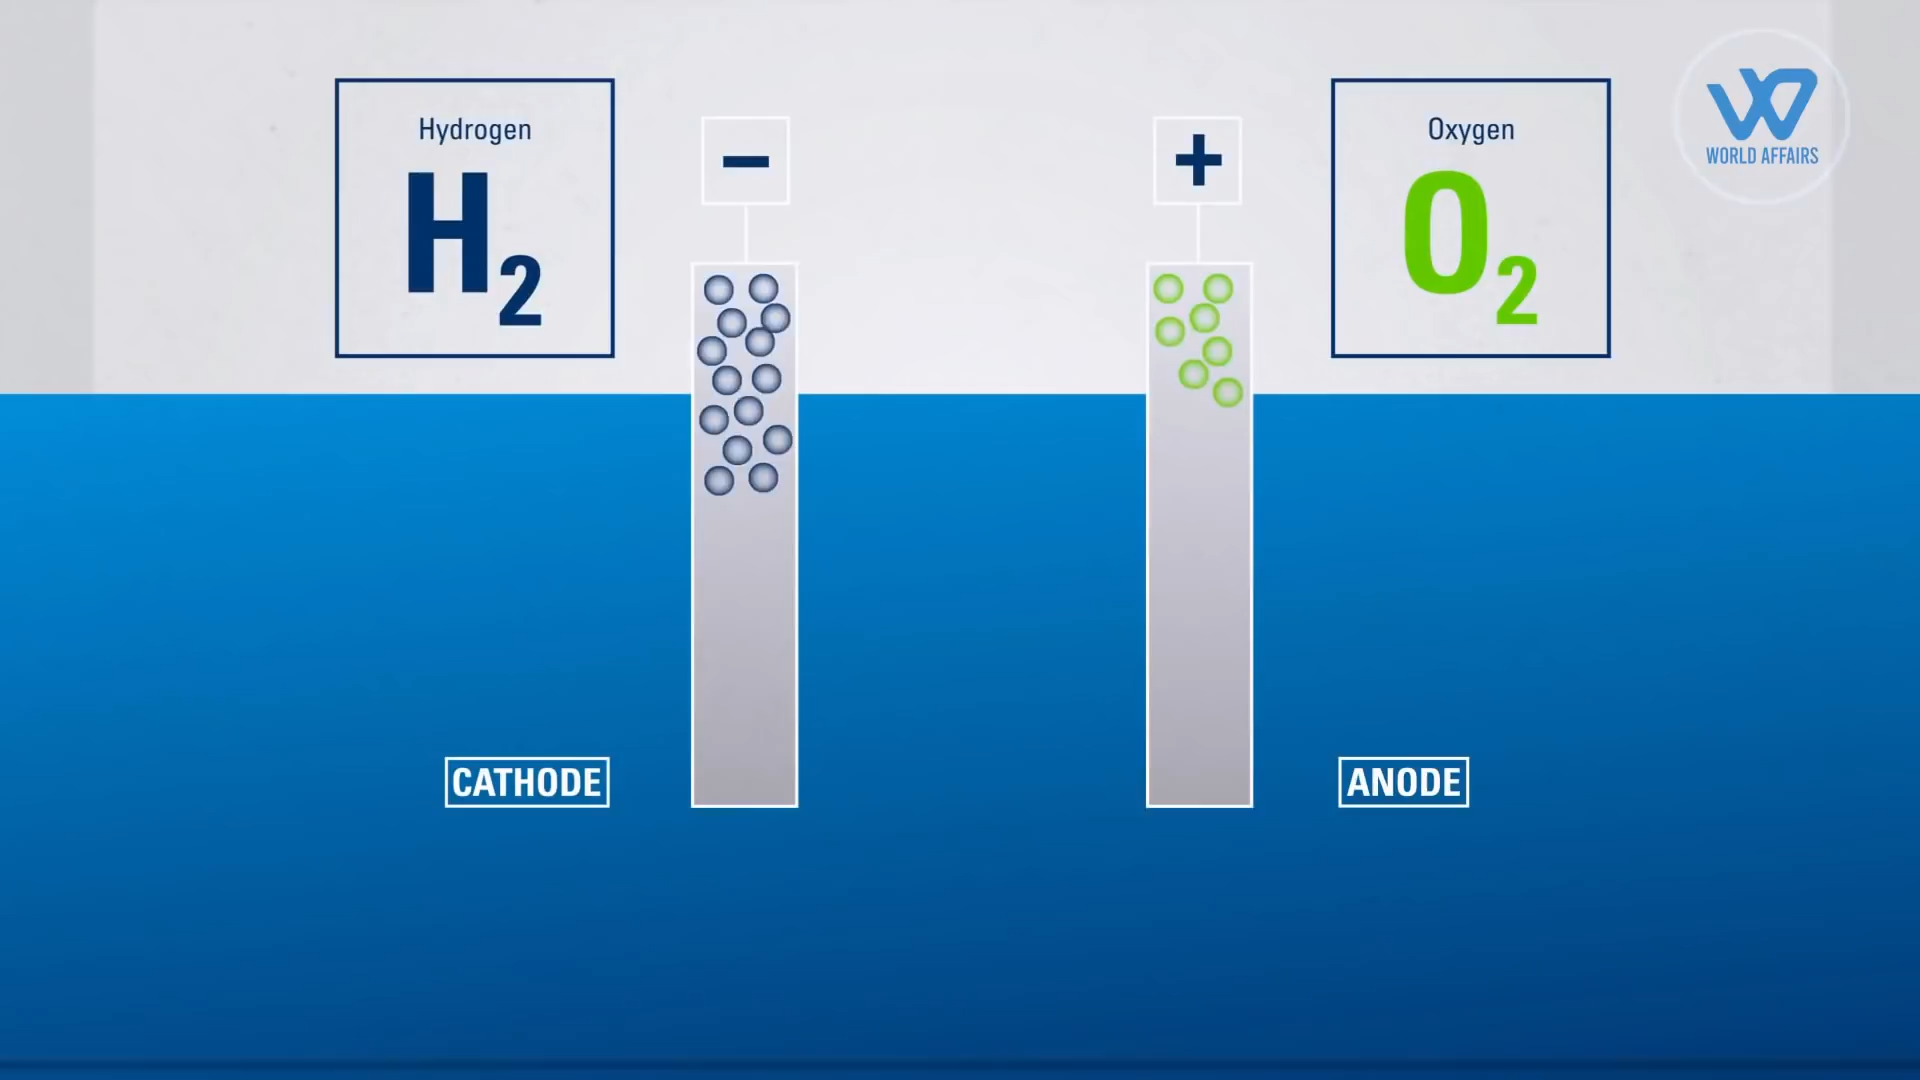 Hydrogen
H2
−
+
Oxygen
O2
WORLD AFFAIRS
CATHODE
ANODE